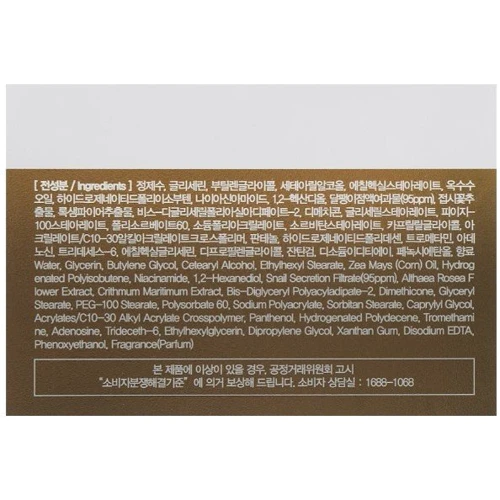 [ 전성분 / Ingredients ] 정제수, 글리세린, 부틸렌글라이콜, 세테아릴알코올, 에칠헥실스테아레이트, 옥수수
오일, 하이드로제네이티드폴리이소부텐, 나이아신아마이드, 1,2-헥산디올, 달팽이점액여과물(95ppm), 접시꽃추
출물, 록샘파이어추출물, 비스-디글리세릴폴리아실아디페이트-2, 디메치콘, 글리세릴스테아레이트, 피이지-
100스테아레이트, 폴리소르베이트60, 소듐폴리아크릴레이트, 소르비탄스테아레이트, 카프릴릴글라이콜, 아
크릴레이트/C10-30알킬아크릴레이트크로스폴리머, 판테놀, 하이드로제네이티드폴리데센, 트로메타민, 아데
노신, 트리데세스-6, 에칠헥실글리세린, 디프로필렌글라이콜, 잔탄검, 디소듐이디티에이, 페녹시에탄올, 향료
Water, Glycerin, Butylene Glycol, Cetearyl Alcohol, Ethylhexyl Stearate, Zea Mays (Corn) Oil, Hydrog
enated Polyisobutene, Niacinamide, 1,2-Hexanediol, Snail Secretion Filtrate(95ppm), Althaea Rosea F
lower Extract, Crithmum Maritimum Extract, Bis-Diglyceryl Polyacyladipate-2, Dimethicone, Glyceryl
Stearate, PEG-100 Stearate, Polysorbate 60, Sodium Polyacrylate, Sorbitan Stearate, Caprylyl Glycol,
Acrylates/C10-30 Alkyl Acrylate Crosspolymer, Panthenol, Hydrogenated Polydecene, Tromethami
ne, Adenosine, Trideceth-6, Ethylhexylglycerin, Dipropylene Glycol, Xanthan Gum, Disodium EDTA,
Phenoxyethanol, Fragrance(Parfum)
본 제품에 이상이 있을 경우, 공정거래위원회 고시
"소비자분쟁해결기준" 에 의거 보상해 드립니다. 소비자 상담실 : 1688-1068